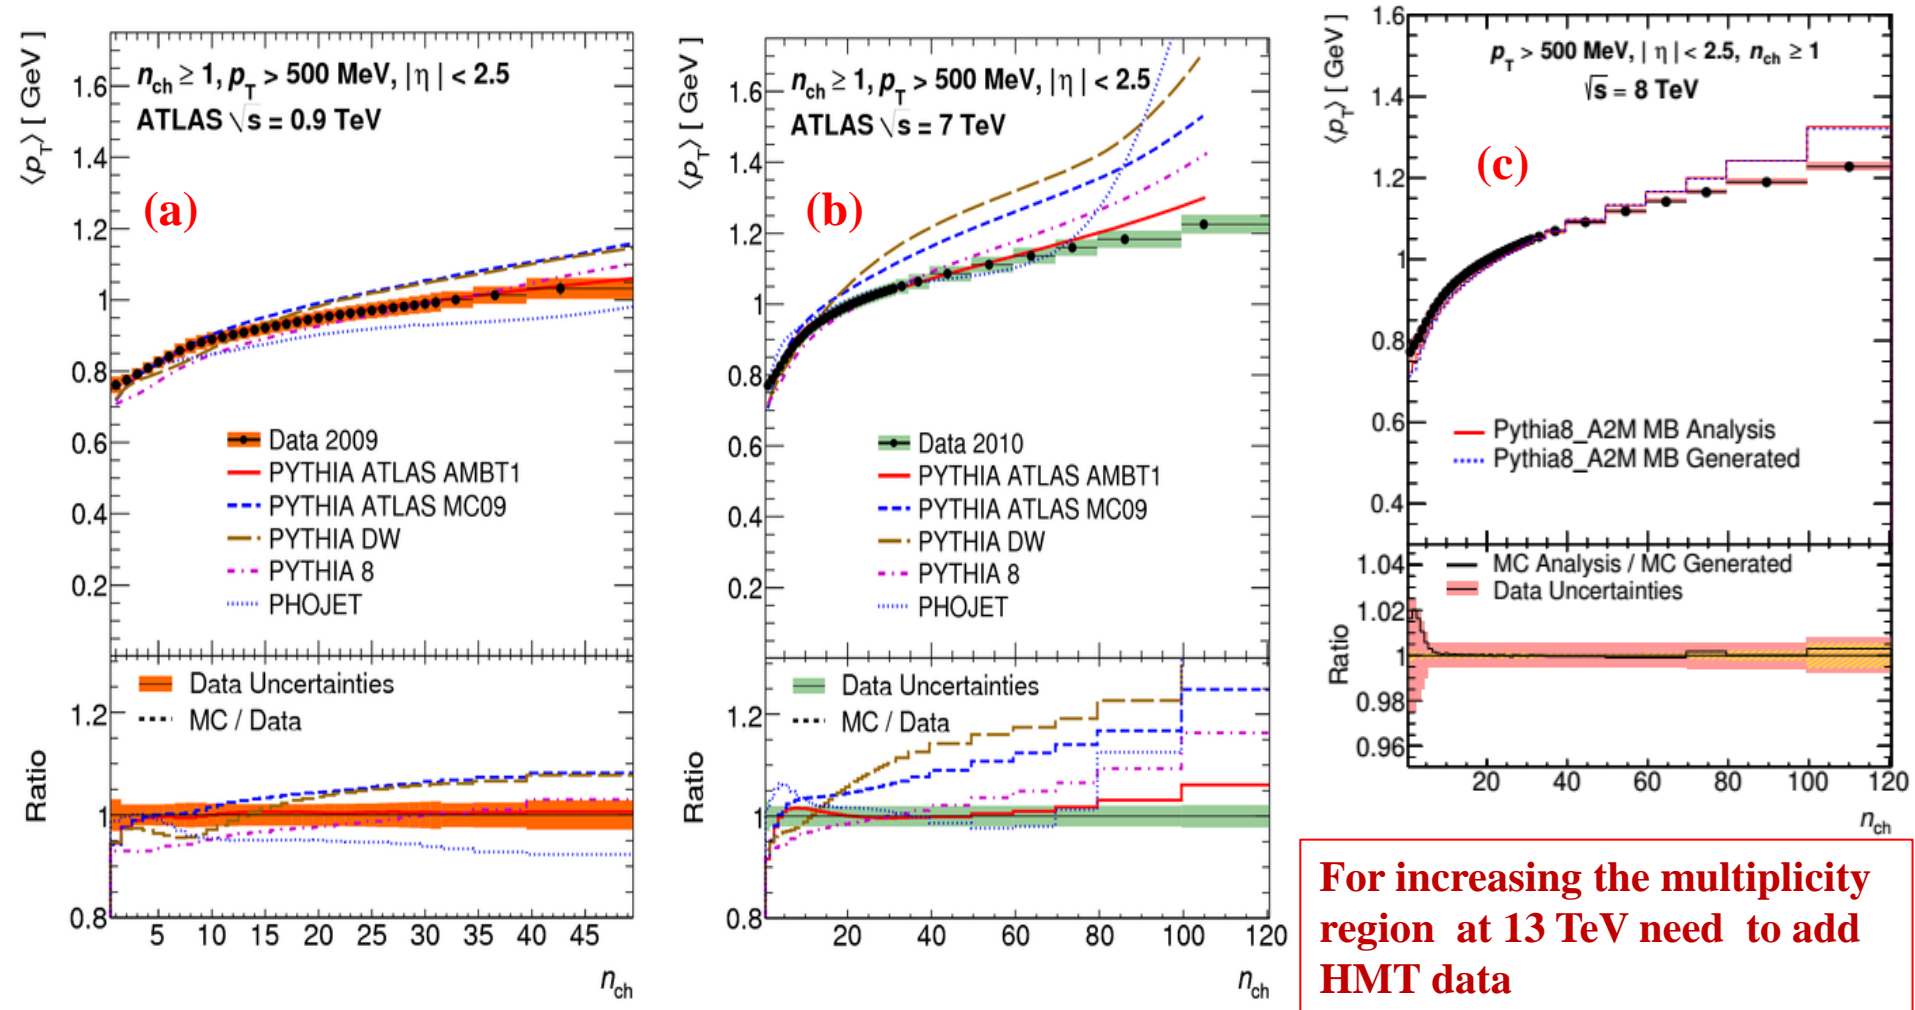 ⟨p_T⟩ [ GeV ]
n_ch ≥ 1, p_T > 500 MeV, | η | < 2.5
ATLAS √s = 0.9 TeV
(a)
1.6
1.4
1.2
1
0.8
0.6
0.4
0.2
Data 2009
PYTHIA ATLAS AMBT1
PYTHIA ATLAS MC09
PYTHIA DW
PYTHIA 8
PHOJET
Ratio
Data Uncertainties
MC / Data
1.2
1
0.8
5 10 15 20 25 30 35 40 45
n_ch
⟨p_T⟩ [ GeV ]
n_ch ≥ 1, p_T > 500 MeV, | η | < 2.5
ATLAS √s = 7 TeV
(b)
1.6
1.4
1.2
1
0.8
0.6
0.4
0.2
Data 2010
PYTHIA ATLAS AMBT1
PYTHIA ATLAS MC09
PYTHIA DW
PYTHIA 8
PHOJET
Ratio
Data Uncertainties
MC / Data
1.2
1
0.8
20 40 60 80 100 120
n_ch
⟨p_T⟩ [ GeV ]
p_T > 500 MeV, | η | < 2.5, n_ch ≥ 1
√s = 8 TeV
(c)
1.6
1.4
1.2
1
0.8
0.6
0.4
Pythia8_A2M MB Analysis
Pythia8_A2M MB Generated
Ratio
MC Analysis / MC Generated
Data Uncertainties
1.04
1.02
1
0.98
0.96
20 40 60 80 100 120
n_ch
For increasing the multiplicity
region at 13 TeV need to add
HMT data